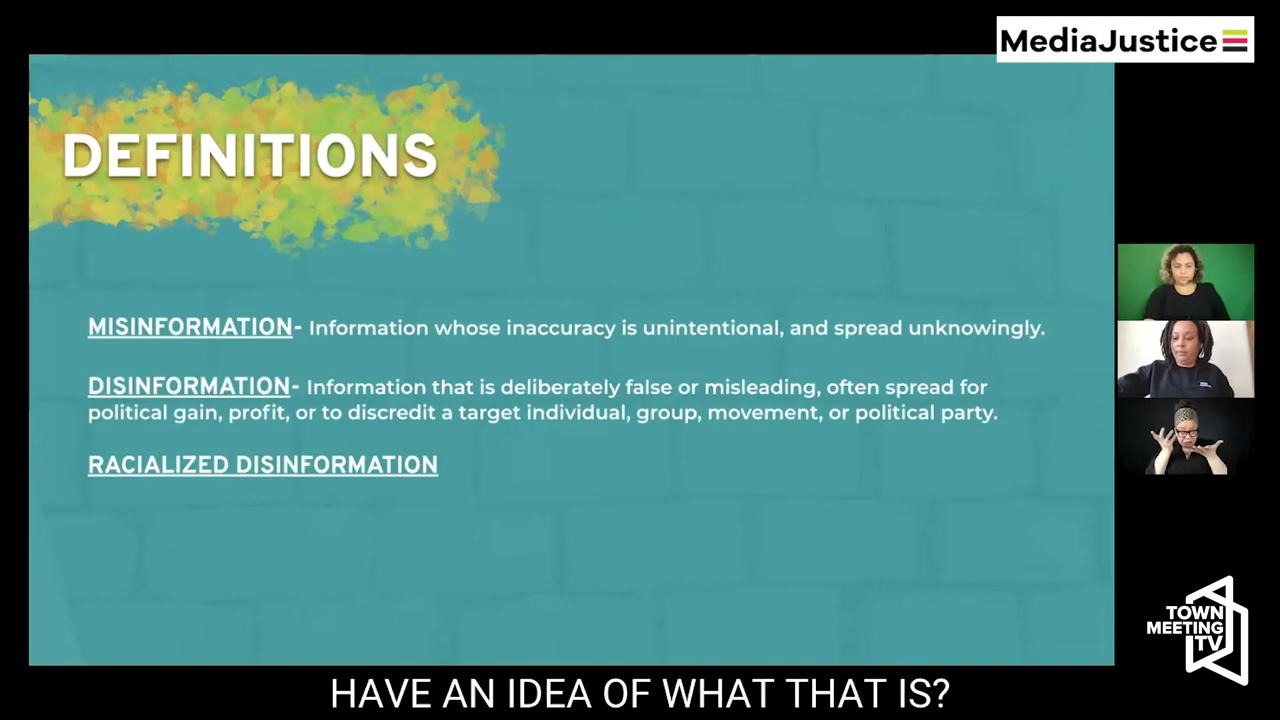 MediaJustice
DEFINITIONS
MISINFORMATION- Information whose inaccuracy is unintentional, and spread unknowingly.
DISINFORMATION- Information that is deliberately false or misleading, often spread for
political gain, profit, or to discredit a target individual, group, movement, or political party.
RACIALIZED DISINFORMATION
TOWN
MEETING
TV
HAVE AN IDEA OF WHAT THAT IS?